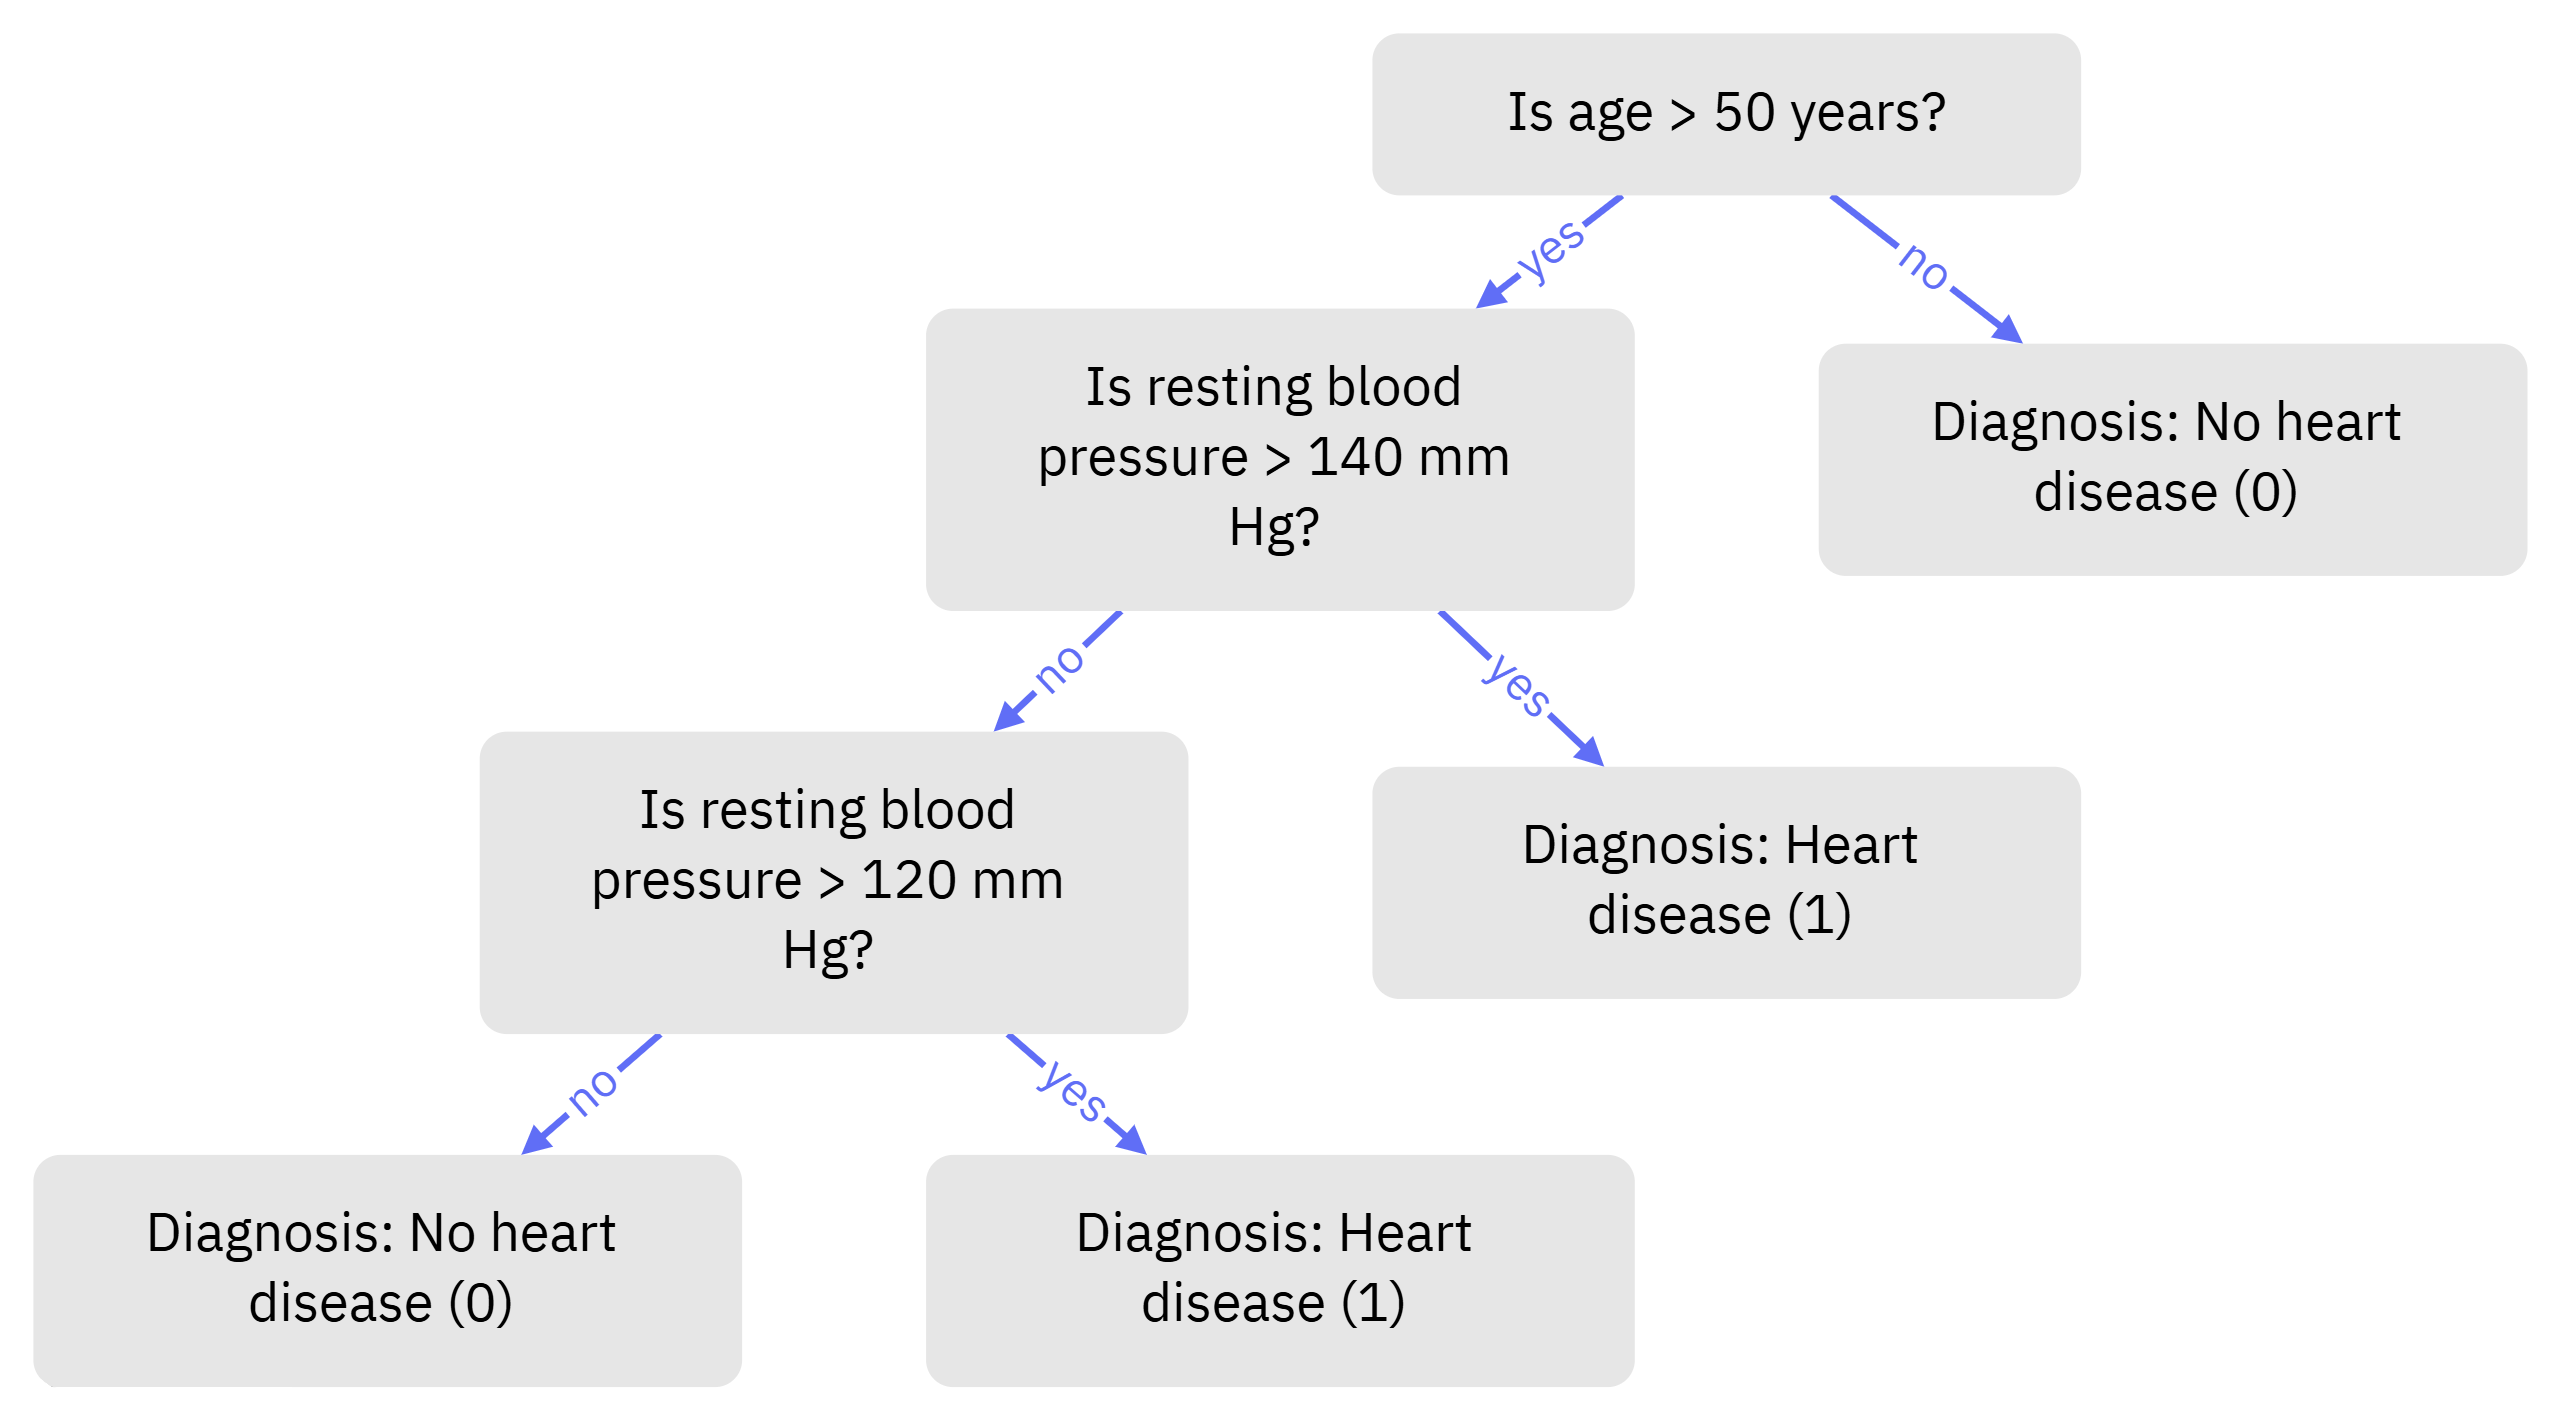 Is age > 50 years?
yes
no
Is resting blood
pressure > 140 mm
Hg?
Diagnosis: No heart
disease (0)
no
yes
Is resting blood
pressure > 120 mm
Hg?
Diagnosis: Heart
disease (1)
no
yes
Diagnosis: No heart
disease (0)
Diagnosis: Heart
disease (1)